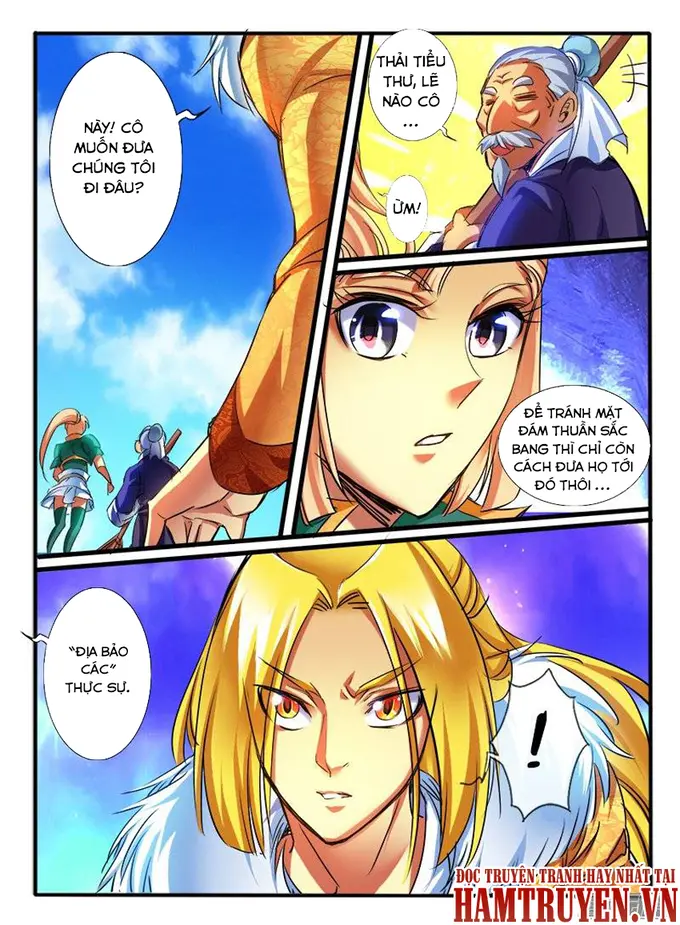 NÀY! CÔ
MUỐN ĐƯA
CHÚNG TÔI
ĐI ĐÂU?
THẢI TIỂU
THƯ, LẼ
NÀO CÔ
...
ỪM!
ĐỂ TRÁNH MẶT
ĐÁM THUẦN SẮC
BANG THÌ CHỈ CÒN
CÁCH ĐƯA HỌ TỚI
ĐÓ THÔI ...
"ĐỊA BẢO
CÁC"
THỰC SỰ.
!
ĐỌC TRUYỆN TRANH HAY NHẤT TẠI
HAMTRUYEN.VN